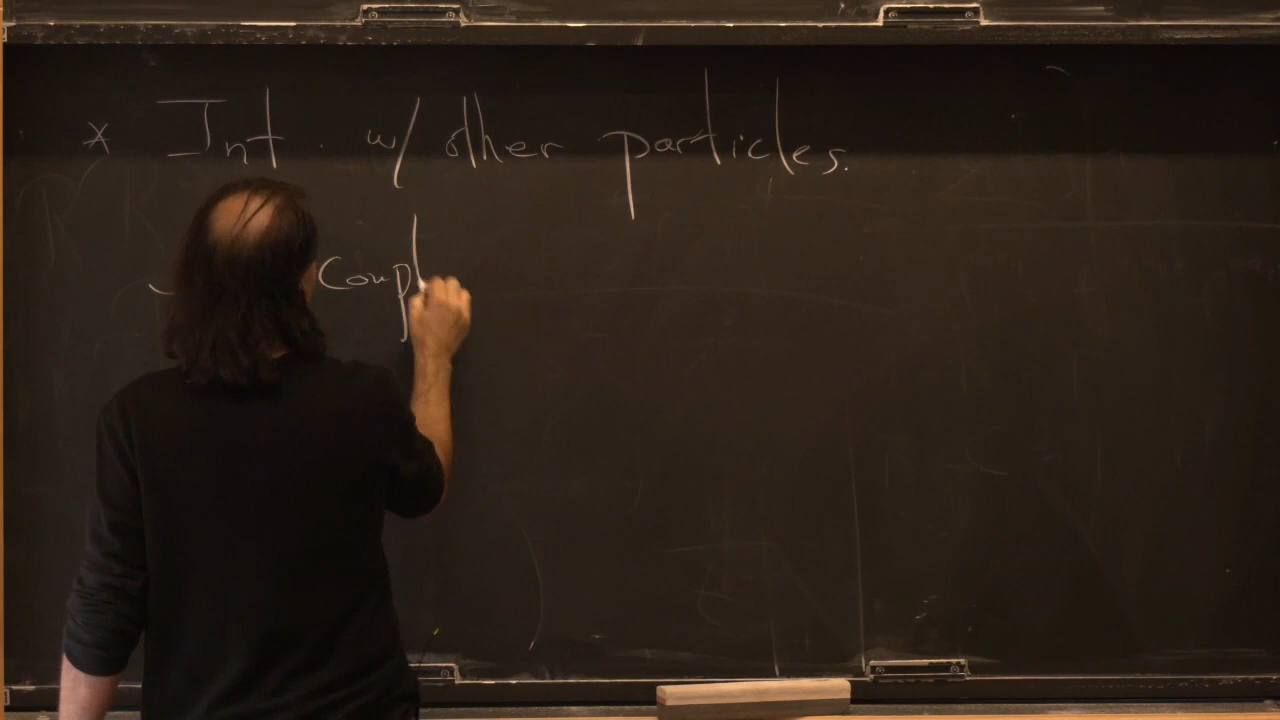 * Int. w/ other particles.
Coupl